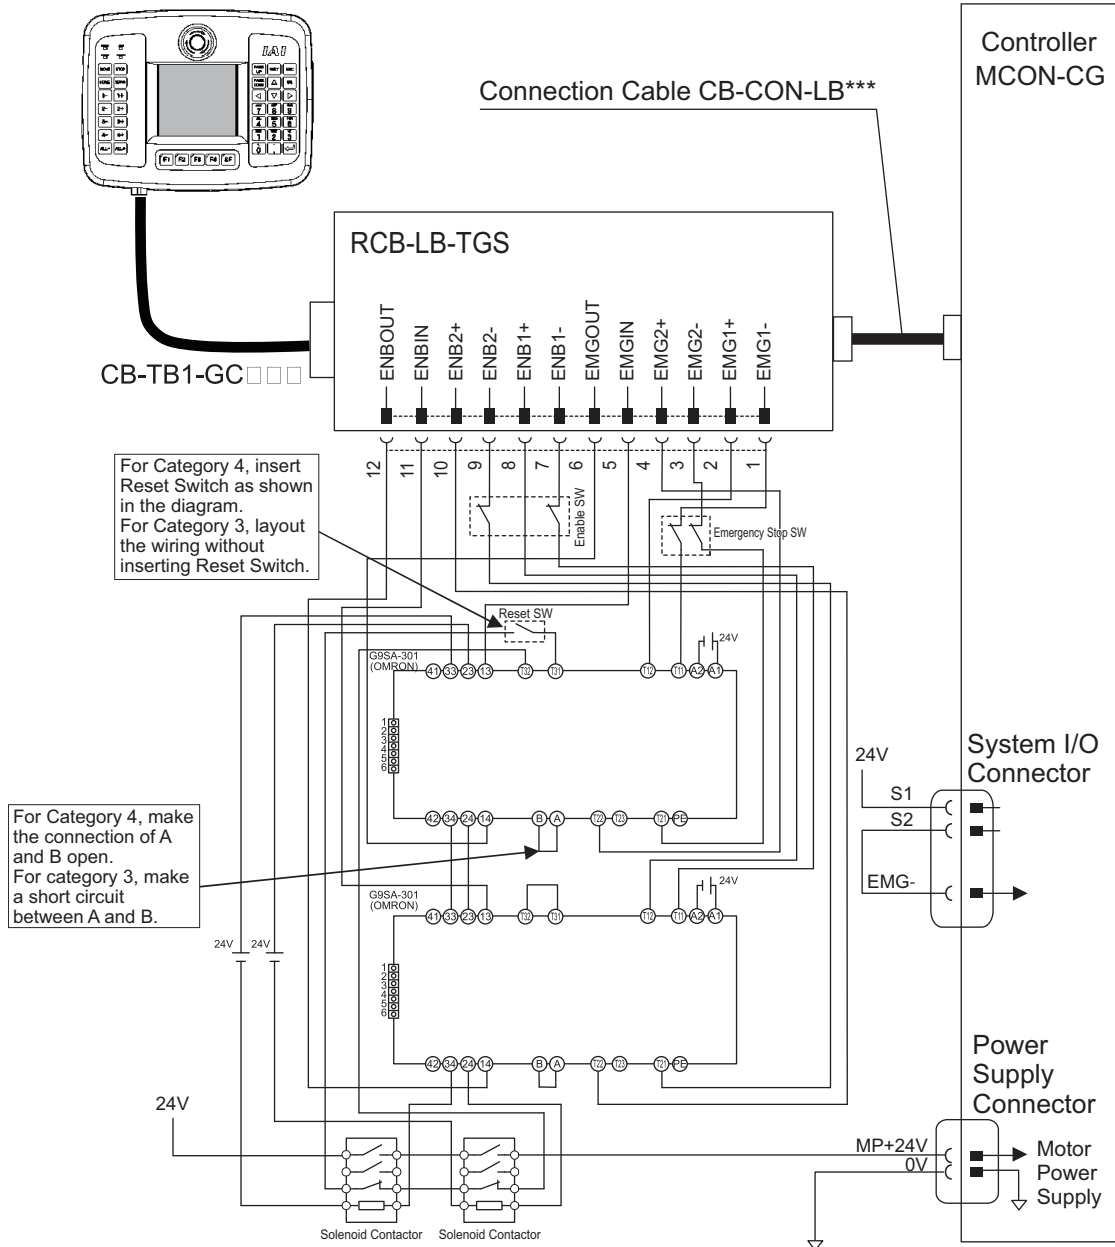 IAI
F1 F2 F3 F4 SF
Controller
MCON-CG
Connection Cable CB-CON-LB***
RCB-LB-TGS
ENBOUT
ENBIN
ENB2+
ENB2-
ENB1+
ENB1-
EMGOUT
EMGIN
EMG2+
EMG2-
EMG1+
EMG1-
CB-TB1-GC□□□
12 11 10 9 8 7 6 5 4 3 2 1
For Category 4, insert
Reset Switch as shown
in the diagram.
For Category 3, layout
the wiring without
inserting Reset Switch.
Enable SW
Emergency Stop SW
Reset SW
24V
G9SA-301
(OMRON)
41 33 23 13 T32 T31 T12 T11 A2 A1
1
2
3
4
5
6
42 34 24 14 B A T22 T23 T21 PE
System I/O
Connector
24V
S1
S2
EMG-
For Category 4, make
the connection of A
and B open.
For category 3, make
a short circuit
between A and B.
24V
G9SA-301
(OMRON)
41 33 23 13 T32 T31 T12 T11 A2 A1
24V 24V
1
2
3
4
5
6
42 34 24 14 B A T22 T23 T21 PE
Power
Supply
Connector
24V
MP+24V
0V
Motor
Power
Supply
Solenoid Contactor Solenoid Contactor